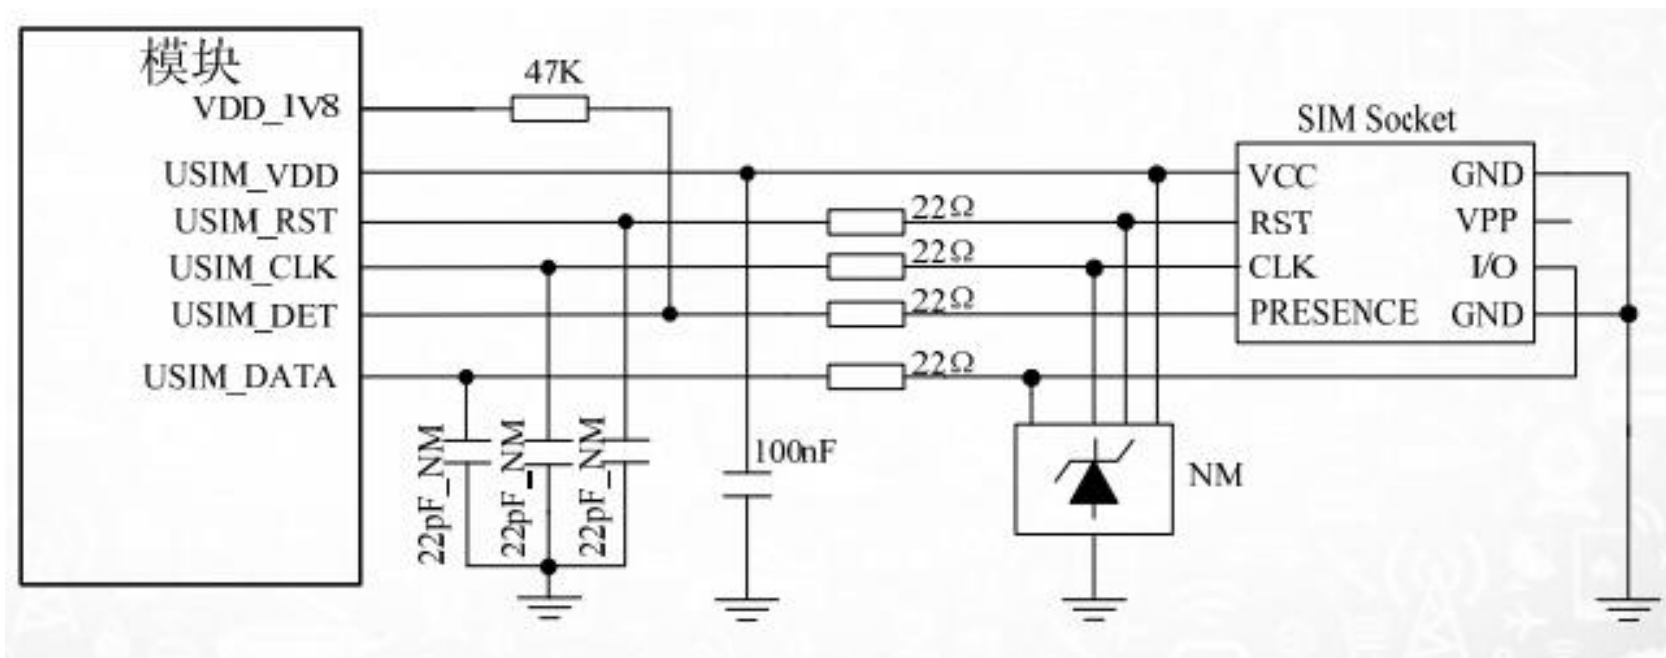 模块
47K
VDD_1V8
SIM Socket
USIM_VDD
VCC
GND
USIM_RST
22Ω
RST
VPP
USIM_CLK
22Ω
CLK
I/O
USIM_DET
22Ω
PRESENCE
GND
USIM_DATA
22Ω
22pF_NM
22pF_NM
22pF_NM
100nF
NM